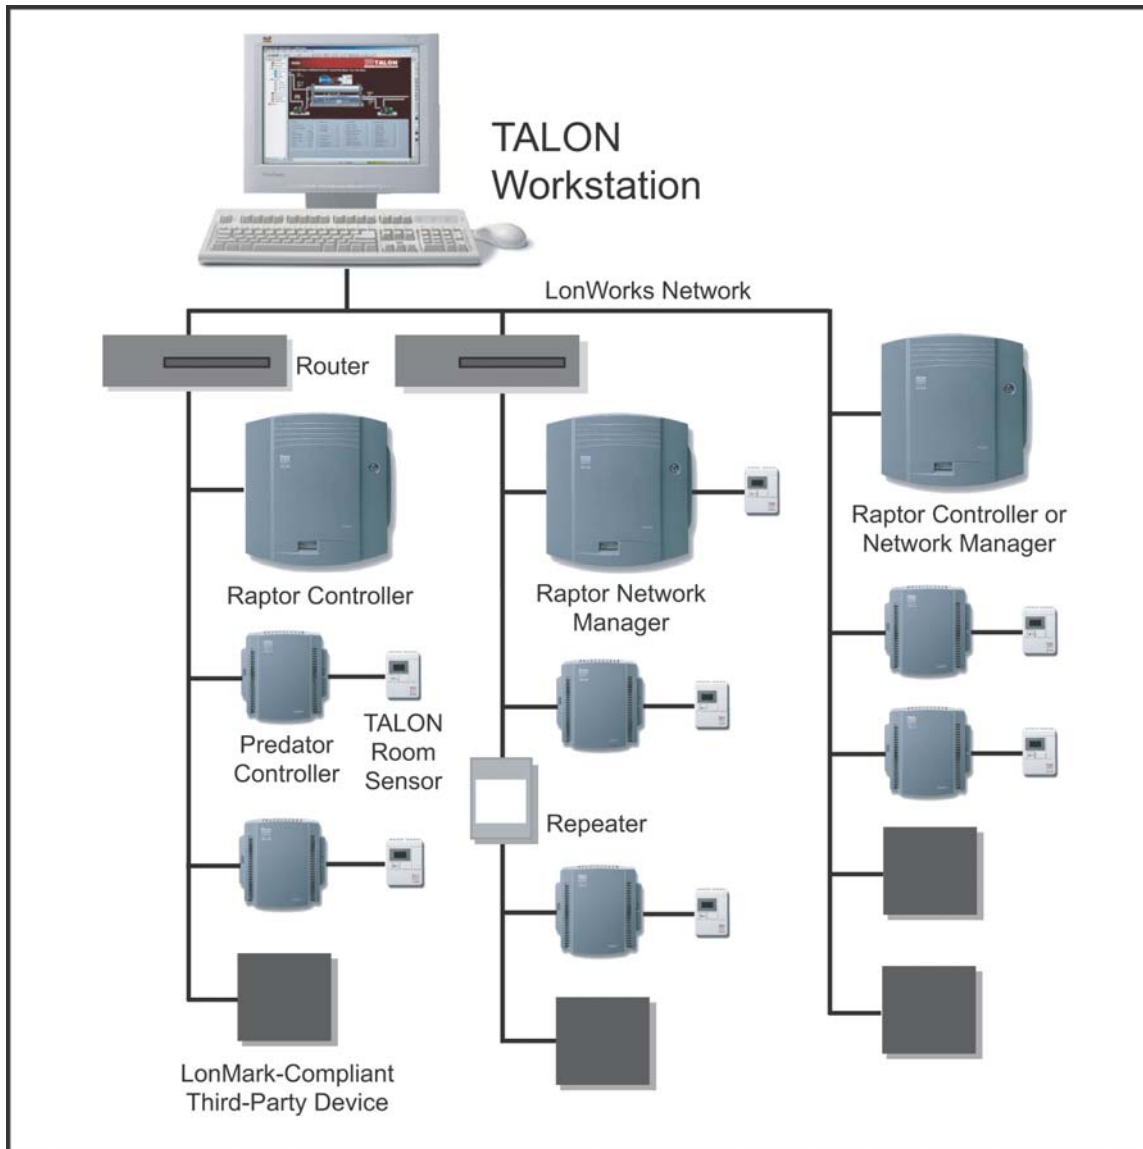 TALON
TALON
Workstation
LonWorks Network
Router
Raptor Controller
Raptor Network
Manager
Raptor Controller or
Network Manager
Predator
Controller
TALON
Room
Sensor
Repeater
LonMark-Compliant
Third-Party Device